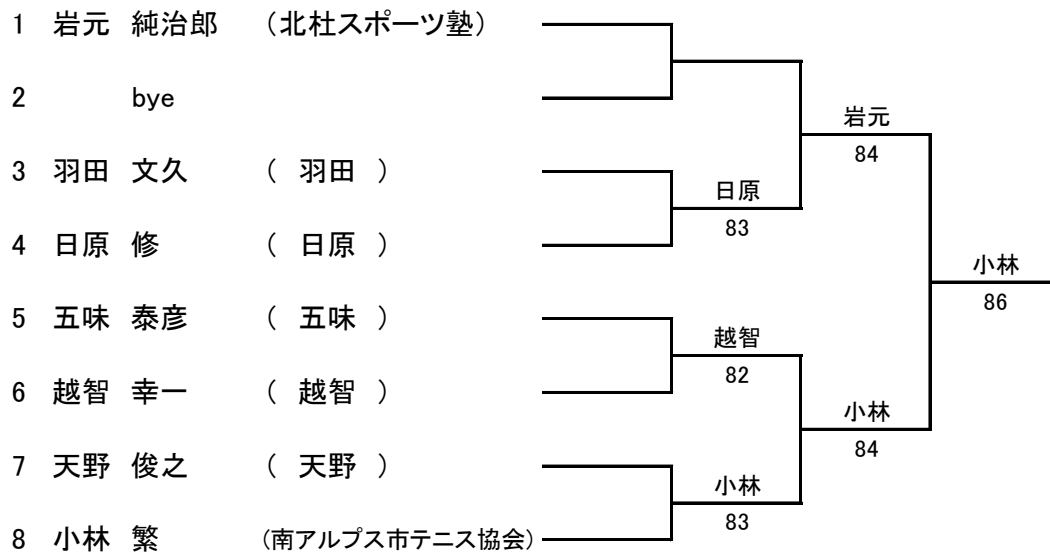 1 岩元 純治郎 (北杜スポーツ塾)
2 bye
岩元
84
3 羽田 文久 ( 羽田 )
日原
83
4 日原 修 ( 日原 )
小林
86
5 五味 泰彦 ( 五味 )
越智
82
6 越智 幸一 ( 越智 )
小林
84
7 天野 俊之 ( 天野 )
小林
83
8 小林 繁 (南アルプス市テニス協会)